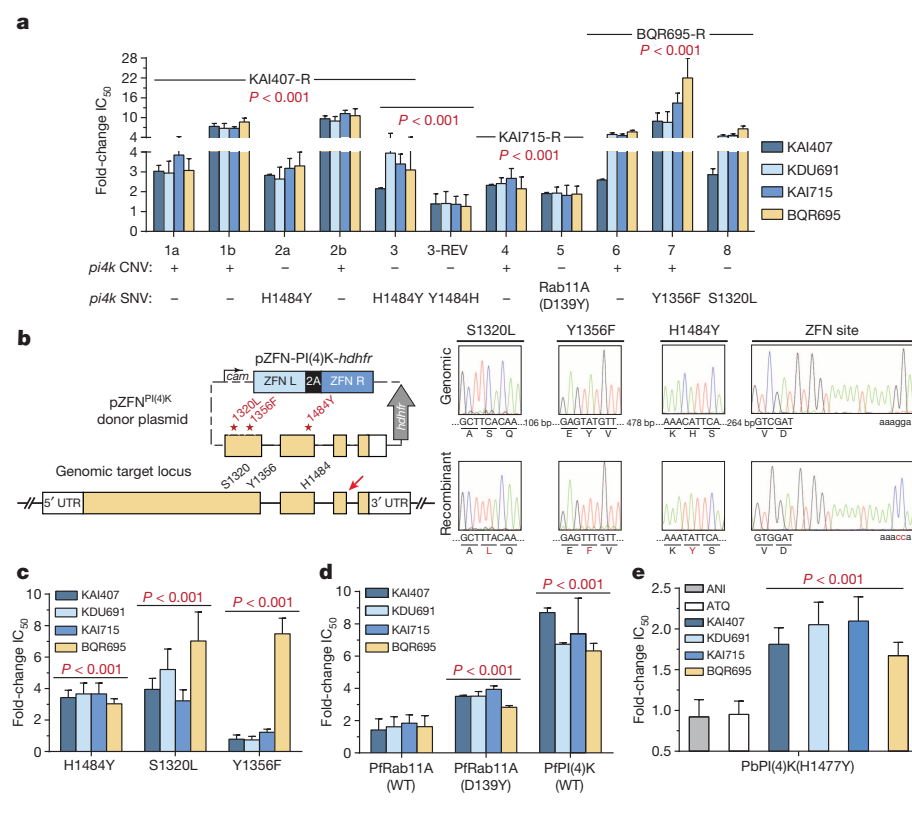 a
BQR695-R
P < 0.001
KAI407-R
P < 0.001
P < 0.001
KAI715-R
P < 0.001
Fold-change IC50
28
22
16
10
4
4
3
2
1
0
KAI407
KDU691
KAI715
BQR695
1a 1b 2a 2b 3 3-REV 4 5 6 7 8
pi4k CNV: + + – + – – + – + + –
pi4k SNV: – – H1484Y – H1484Y Y1484H – Rab11A (D139Y) – Y1356F S1320L
b
pZFN-PI(4)K-hdhfr
cam ZFN L 2A ZFN R
pZFNPI(4)K
donor plasmid
1320L
1356F
1484Y
hdhfr
Genomic target locus
S1320
Y1356
H1484
5′ UTR
3′ UTR
S1320L Y1356F H1484Y ZFN site
Genomic
...GCTTCACAA... 106 bp ...GAGTATGTT... 478 bp ...AAACATTCA... 264 bp ...GTCGAT aaagga
A S Q E Y V K H S V D
Recombinant
...GCTTTACAA... ...GAGTTTGTT... ...AAATATTCA... GTGGAT aaacca
A L Q E F V K Y S V D
c
Fold-change IC50
10
8
6
4
2
0
KAI407
KDU691
KAI715
BQR695
P < 0.001
P < 0.001
P < 0.001
H1484Y S1320L Y1356F
d
Fold-change IC50
10
8
6
4
2
0
KAI407
KDU691
KAI715
BQR695
P < 0.001
P < 0.001
PfRab11A (WT)
PfRab11A (D139Y)
PfPI(4)K (WT)
e
Fold-change IC50
2.5
2.0
1.5
1.0
0.5
ANI
ATQ
KAI407
KDU691
KAI715
BQR695
P < 0.001
PbPI(4)K(H1477Y)